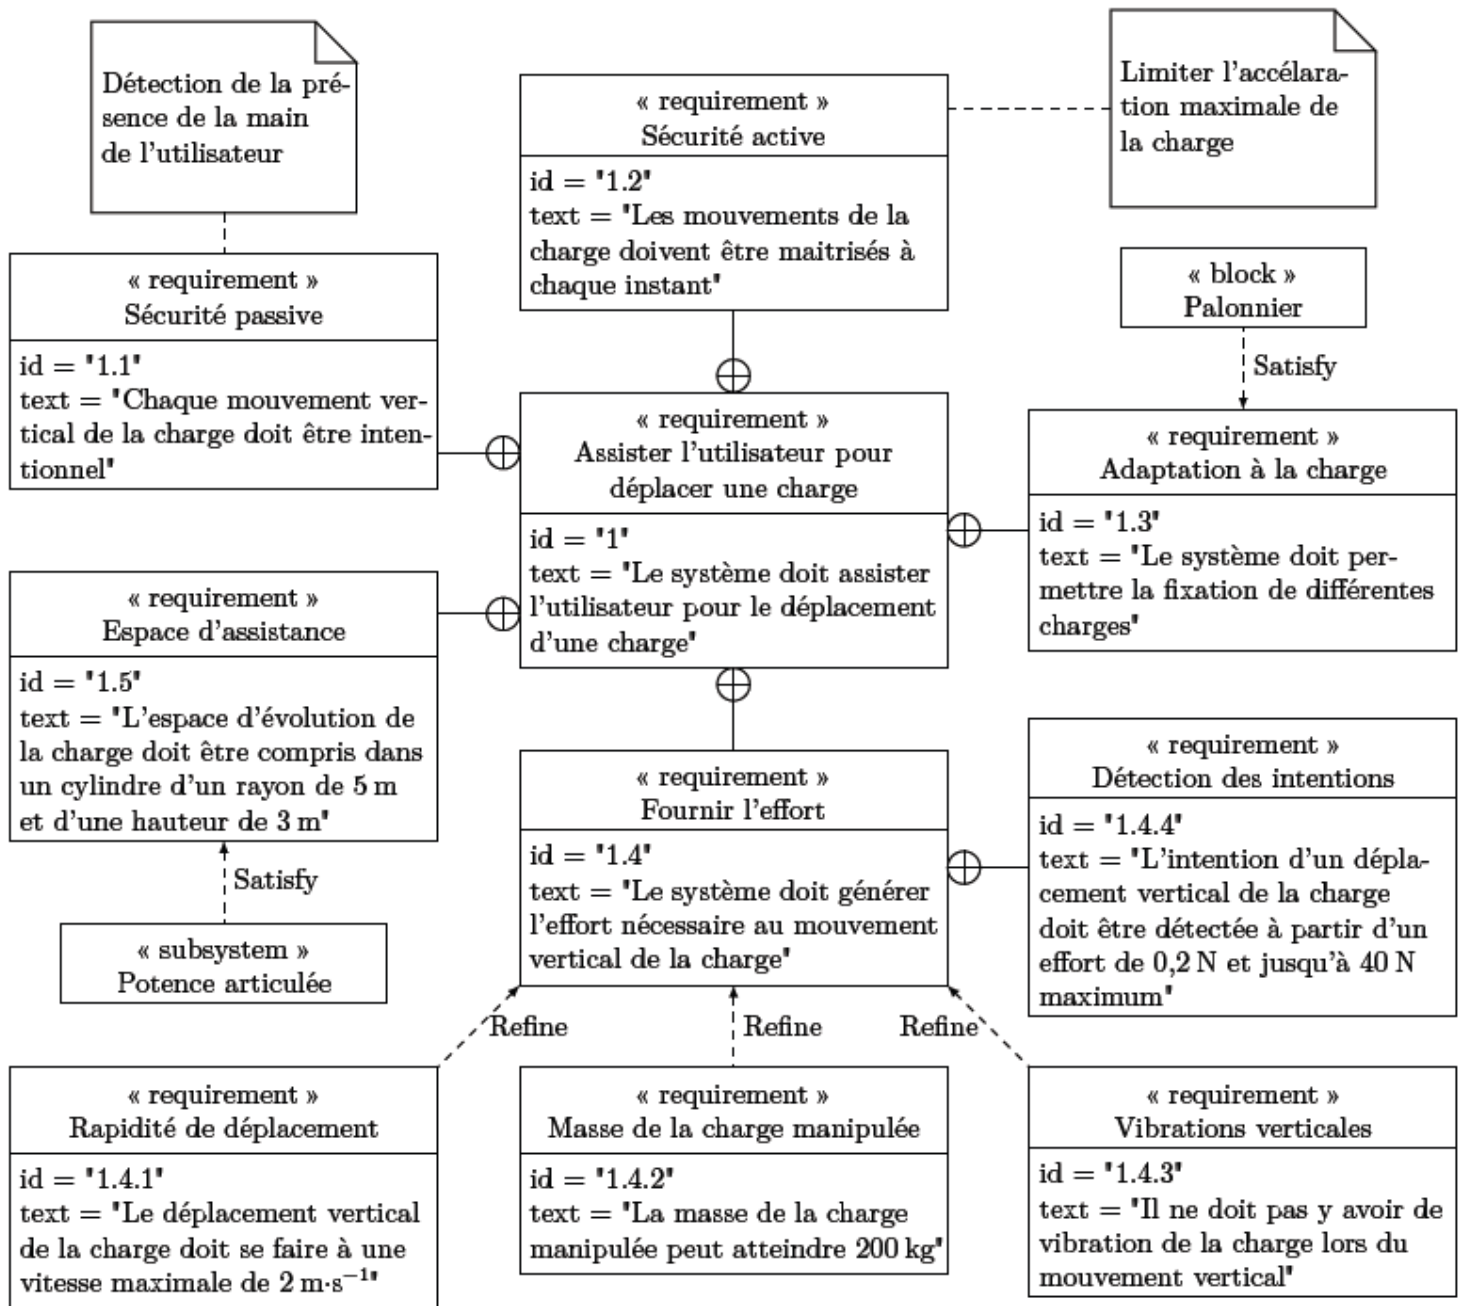 Détection de la pré-
sence de la main
de l'utilisateur
« requirement »
Sécurité active
id = "1.2"
text = "Les mouvements de la
charge doivent être maitrisés à
chaque instant"
Limiter l'accélara-
tion maximale de
la charge
« requirement »
Sécurité passive
id = "1.1"
text = "Chaque mouvement ver-
tical de la charge doit être inten-
tionnel"
« block »
Palonnier
Satisfy
« requirement »
Assister l'utilisateur pour
déplacer une charge
id = "1"
text = "Le système doit assister
l'utilisateur pour le déplacement
d'une charge"
« requirement »
Adaptation à la charge
id = "1.3"
text = "Le système doit per-
mettre la fixation de différentes
charges"
« requirement »
Espace d'assistance
id = "1.5"
text = "L'espace d'évolution de
la charge doit être compris dans
un cylindre d'un rayon de 5 m
et d'une hauteur de 3 m"
Satisfy
« subsystem »
Potence articulée
« requirement »
Fournir l'effort
id = "1.4"
text = "Le système doit générer
l'effort nécessaire au mouvement
vertical de la charge"
« requirement »
Détection des intentions
id = "1.4.4"
text = "L'intention d'un dépla-
cement vertical de la charge
doit être détectée à partir d'un
effort de 0,2 N et jusqu'à 40 N
maximum"
Refine
Refine
Refine
« requirement »
Rapidité de déplacement
id = "1.4.1"
text = "Le déplacement vertical
de la charge doit se faire à une
vitesse maximale de 2 m·s⁻¹"
« requirement »
Masse de la charge manipulée
id = "1.4.2"
text = "La masse de la charge
manipulée peut atteindre 200 kg"
« requirement »
Vibrations verticales
id = "1.4.3"
text = "Il ne doit pas y avoir de
vibration de la charge lors du
mouvement vertical"